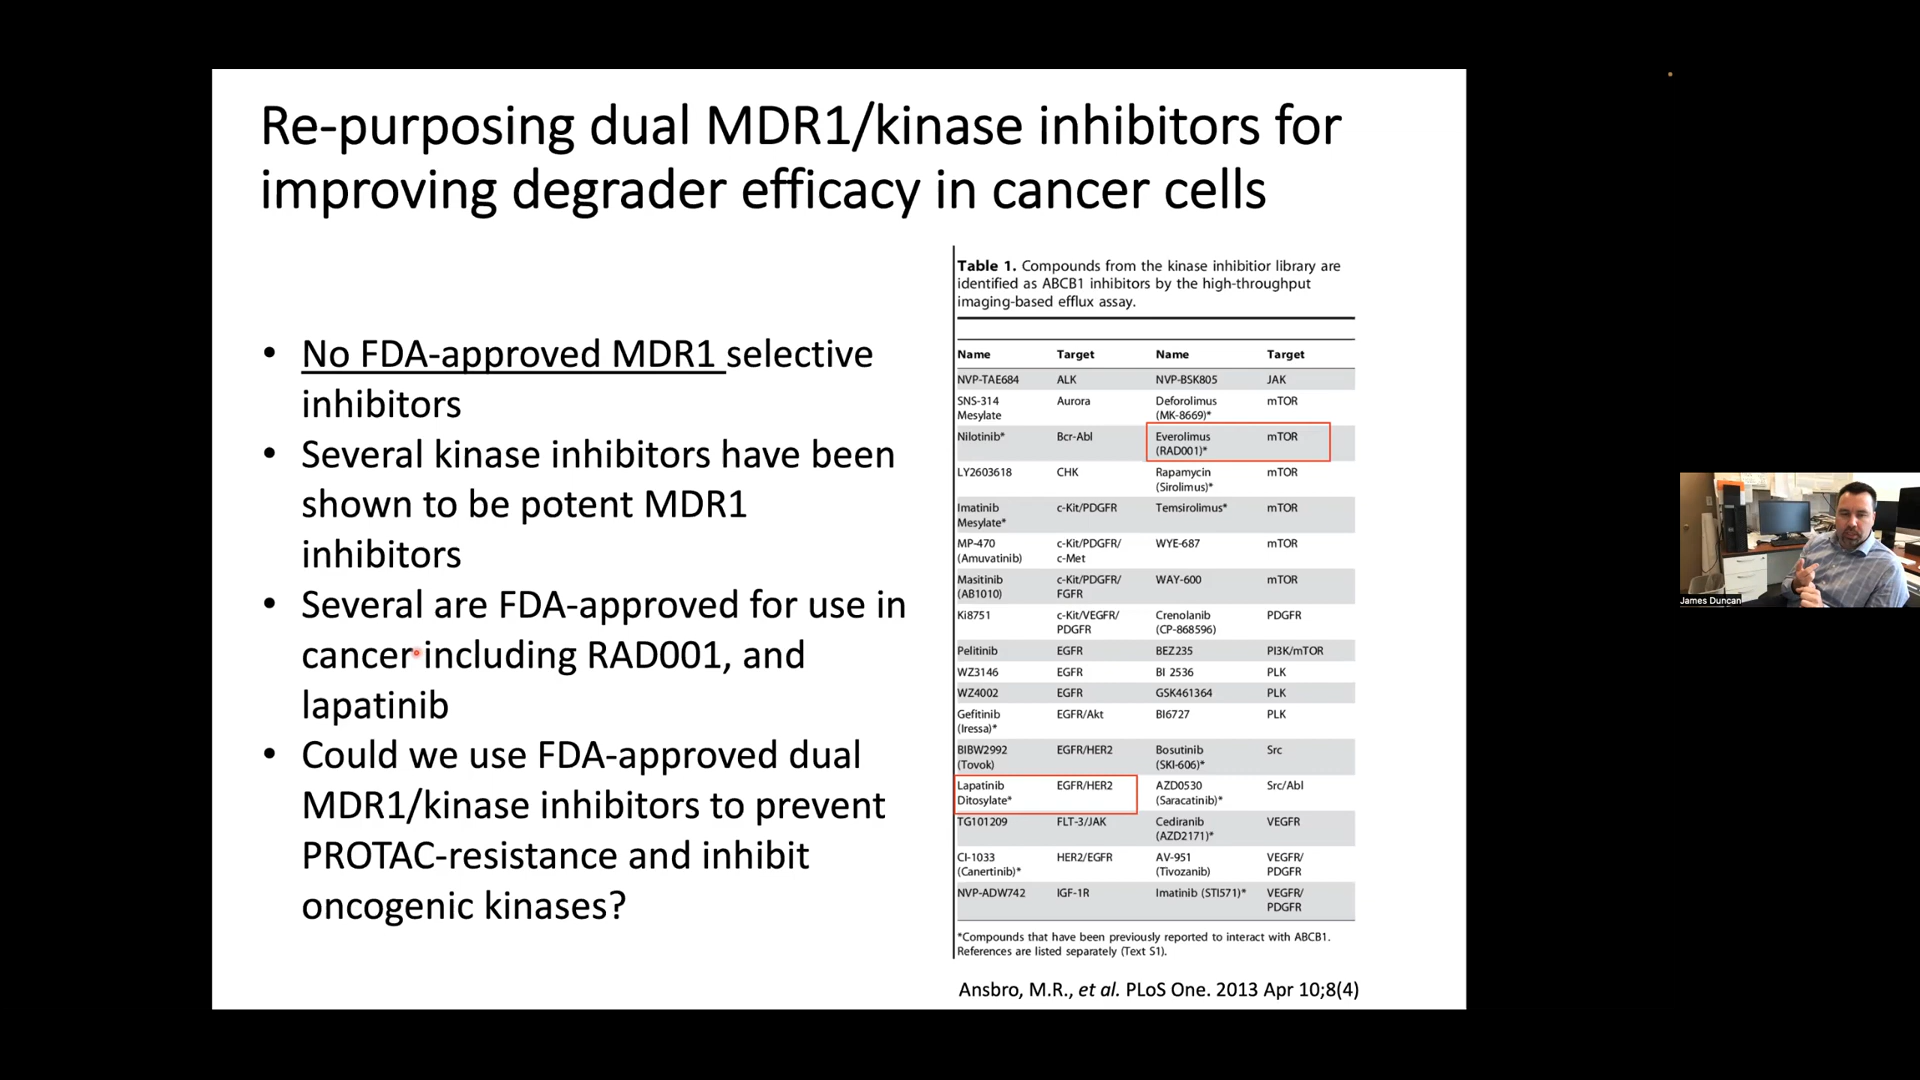 Re-purposing dual MDR1/kinase inhibitors for
improving degrader efficacy in cancer cells
• No FDA-approved MDR1 selective
inhibitors
• Several kinase inhibitors have been
shown to be potent MDR1
inhibitors
• Several are FDA-approved for use in
cancer including RAD001, and
lapatinib
• Could we use FDA-approved dual
MDR1/kinase inhibitors to prevent
PROTAC-resistance and inhibit
oncogenic kinases?
Table 1. Compounds from the kinase inhibitior library are
identified as ABCB1 inhibitors by the high-throughput
imaging-based efflux assay.
Name Target Name Target
NVP-TAE684 ALK NVP-BSK805 JAK
SNS-314 Aurora Deforolimus mTOR
Mesylate (MK-8669)*
Nilotinib* Bcr-Abl Everolimus mTOR
(RAD001)*
LY2603618 CHK Rapamycin mTOR
(Sirolimus)*
Imatinib c-Kit/PDGFR Temsirolimus* mTOR
Mesylate*
MP-470 c-Kit/PDGFR/ WYE-687 mTOR
(Amuvatinib) c-Met
Masitinib c-Kit/PDGFR/ WAY-600 mTOR
(AB1010) FGFR
Ki8751 c-Kit/VEGFR/ Crenolanib PDGFR
PDGFR (CP-868596)
Pelitinib EGFR BEZ235 PI3K/mTOR
WZ3146 EGFR BI 2536 PLK
WZ4002 EGFR GSK461364 PLK
Gefitinib EGFR/Akt BI6727 PLK
(Iressa)*
BIBW2992 EGFR/HER2 Bosutinib Src
(Tovok) (SKI-606)*
Lapatinib EGFR/HER2 AZD0530 Src/Abl
Ditosylate* (Saracatinib)*
TG101209 FLT-3/JAK Cediranib VEGFR
(AZD2171)*
CI-1033 HER2/EGFR AV-951 VEGFR/
(Canertinib)* (Tivozanib) PDGFR
NVP-ADW742 IGF-1R Imatinib (STI571)* VEGFR/
PDGFR
*Compounds that have been previously reported to interact with ABCB1.
References are listed separately (Text S1).
Ansbro, M.R., et al. PLoS One. 2013 Apr 10;8(4)
James Duncan